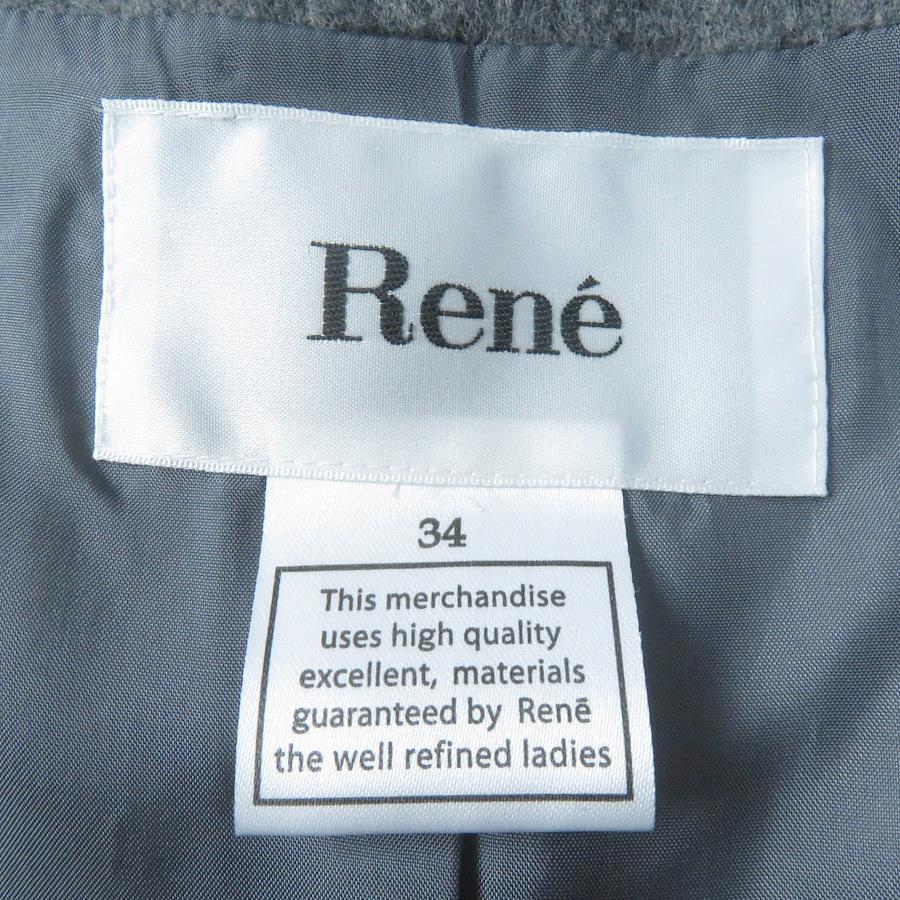 René
34
This merchandise
uses high quality
excellent, materials
guaranteed by Renē
the well refined ladies